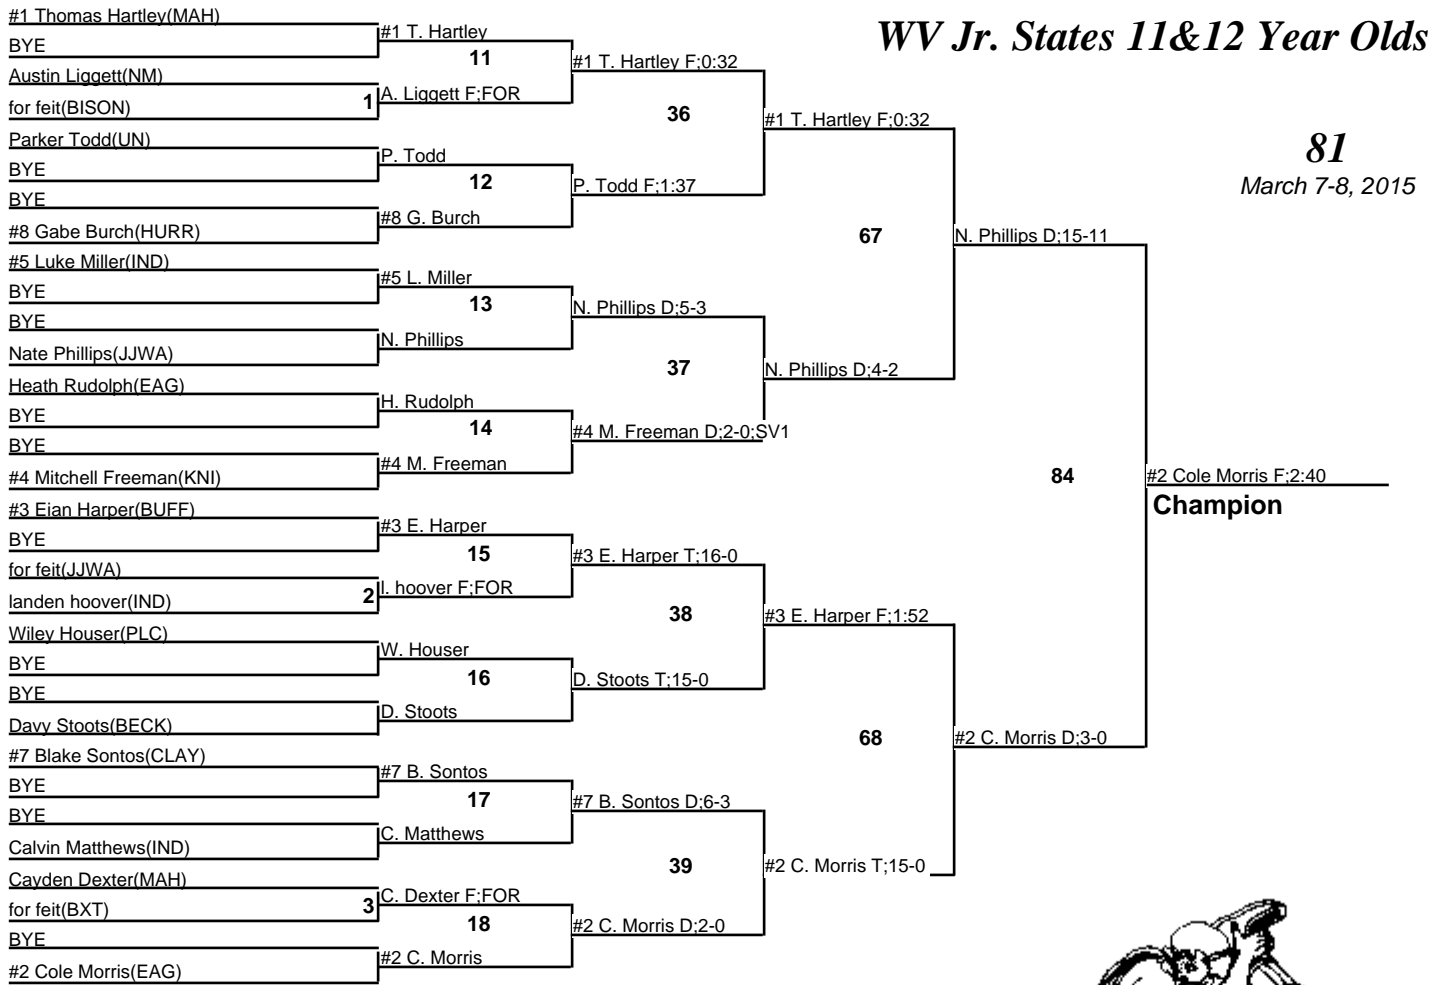 WV Jr. States 11&12 Year Olds
81
March 7-8, 2015
#1 Thomas Hartley(MAH)
BYE
Austin Liggett(NM)
for feit(BISON)
Parker Todd(UN)
BYE
BYE
#8 Gabe Burch(HURR)
#5 Luke Miller(IND)
BYE
BYE
Nate Phillips(JJWA)
Heath Rudolph(EAG)
BYE
BYE
#4 Mitchell Freeman(KNI)
#3 Eian Harper(BUFF)
BYE
for feit(JJWA)
landen hoover(IND)
Wiley Houser(PLC)
BYE
BYE
Davy Stoots(BECK)
#7 Blake Sontos(CLAY)
BYE
BYE
Calvin Matthews(IND)
Cayden Dexter(MAH)
for feit(BXT)
BYE
#2 Cole Morris(EAG)
#1 T. Hartley
11
1
A. Liggett F;FOR
P. Todd
12
#8 G. Burch
#5 L. Miller
13
N. Phillips
H. Rudolph
14
#4 M. Freeman
#3 E. Harper
15
2
l. hoover F;FOR
W. Houser
16
D. Stoots
#7 B. Sontos
17
C. Matthews
3
C. Dexter F;FOR
18
#2 C. Morris
#1 T. Hartley F;0:32
36
P. Todd F;1:37
N. Phillips D;5-3
37
#4 M. Freeman D;2-0;SV1
#3 E. Harper T;16-0
38
D. Stoots T;15-0
#7 B. Sontos D;6-3
39
#2 C. Morris D;2-0
#1 T. Hartley F;0:32
67
N. Phillips D;4-2
#3 E. Harper F;1:52
68
#2 C. Morris T;15-0
N. Phillips D;15-11
84
#2 C. Morris D;3-0
#2 Cole Morris F;2:40
Champion